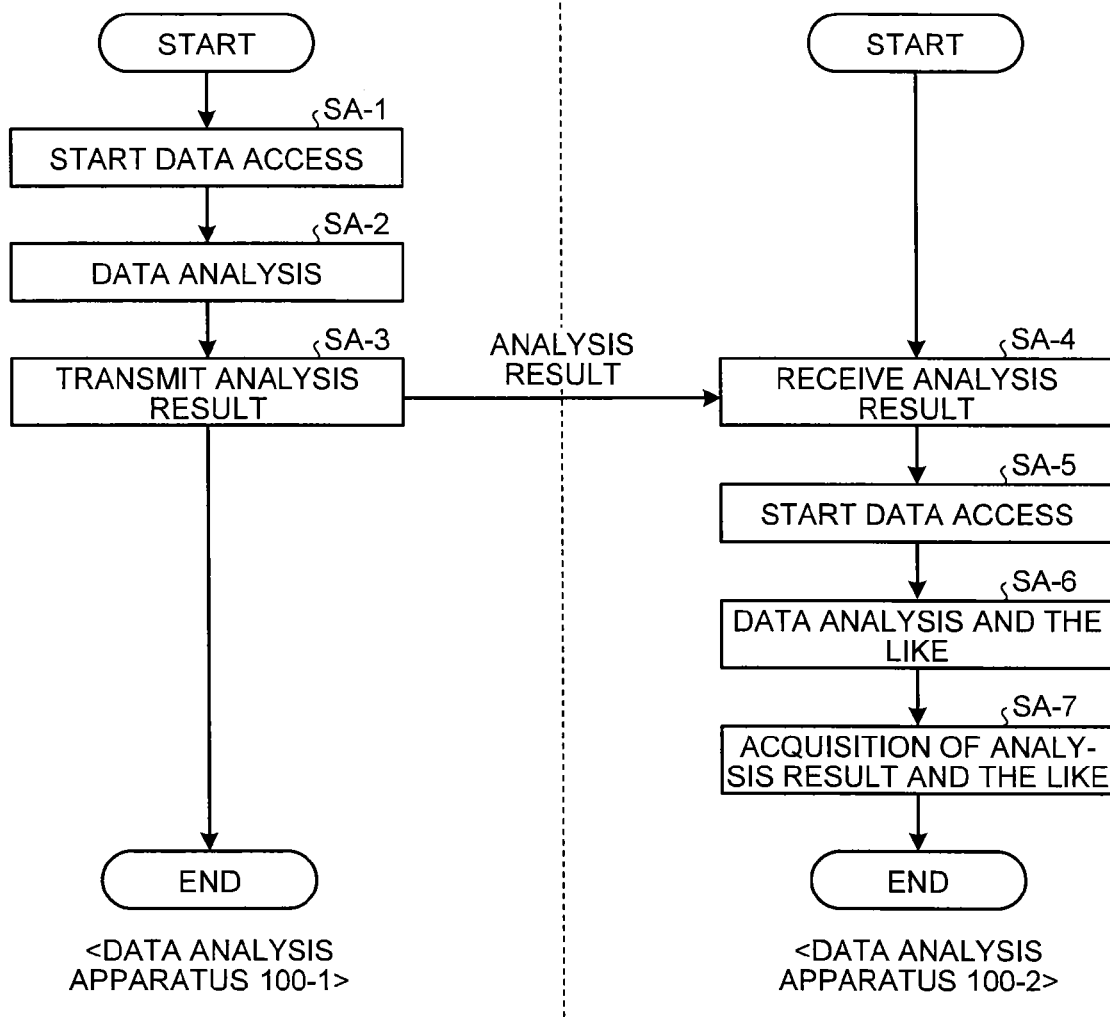 START
SA-1
START DATA ACCESS
SA-2
DATA ANALYSIS
SA-3
TRANSMIT ANALYSIS
RESULT
END
<DATA ANALYSIS
APPARATUS 100-1>
ANALYSIS
RESULT
START
SA-4
RECEIVE ANALYSIS
RESULT
SA-5
START DATA ACCESS
SA-6
DATA ANALYSIS AND THE
LIKE
SA-7
ACQUISITION OF ANALY-
SIS RESULT AND THE LIKE
END
<DATA ANALYSIS
APPARATUS 100-2>